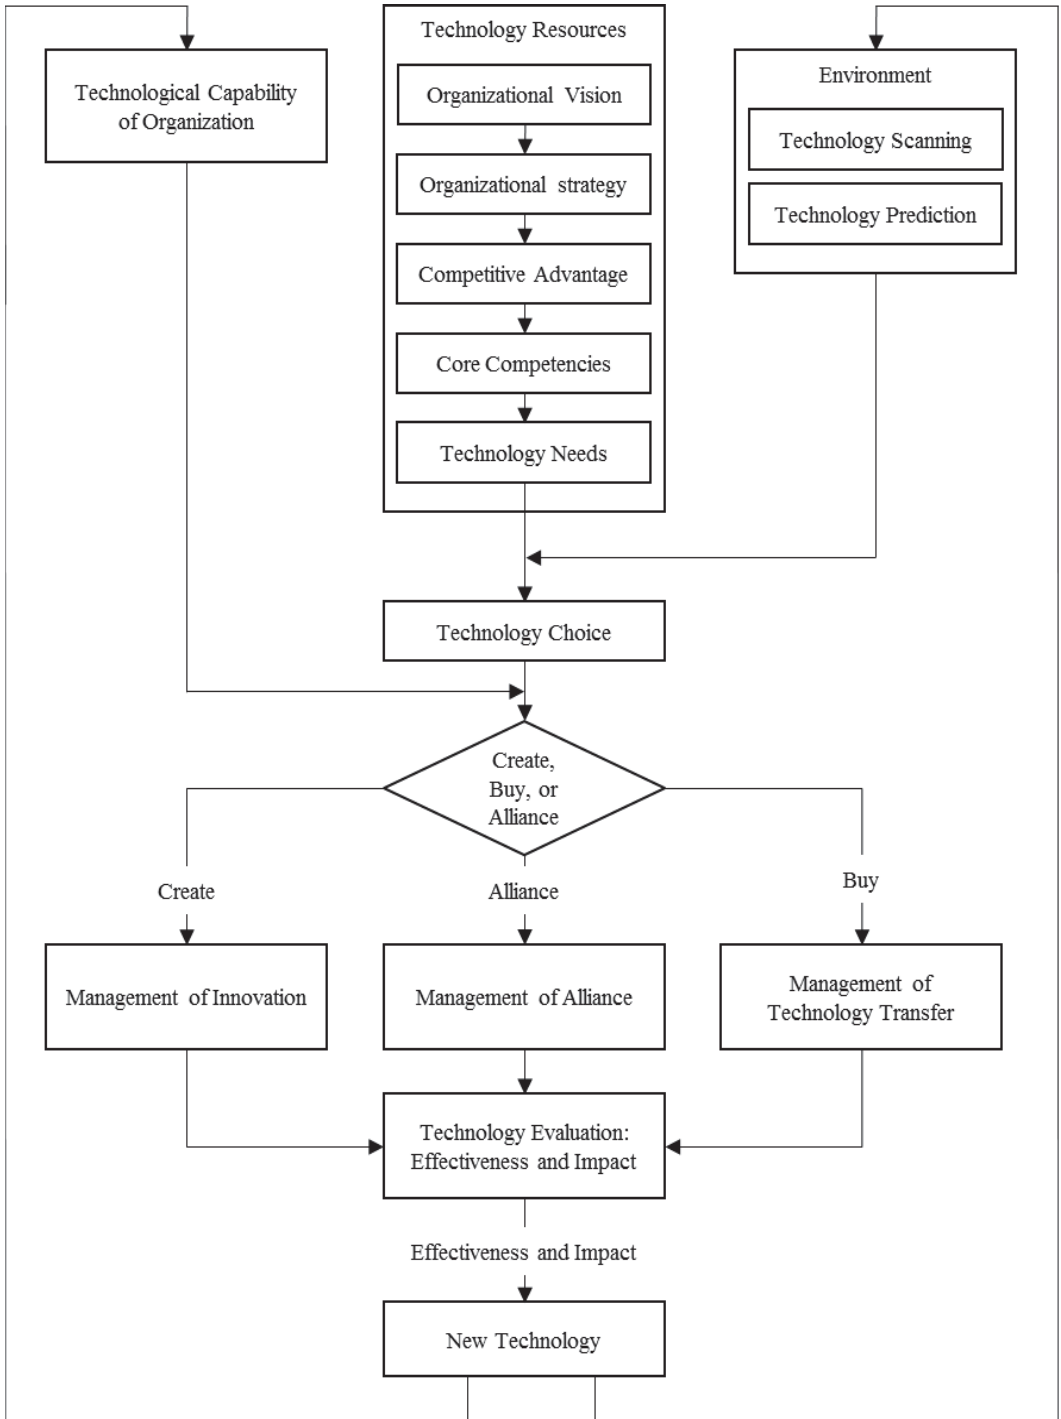 Technology Resources
Organizational Vision
Organizational strategy
Competitive Advantage
Core Competencies
Technology Needs
Technological Capability
of Organization
Environment
Technology Scanning
Technology Prediction
Technology Choice
Create,
Buy, or
Alliance
Create
Alliance
Buy
Management of Innovation
Management of Alliance
Management of
Technology Transfer
Technology Evaluation:
Effectiveness and Impact
Effectiveness and Impact
New Technology